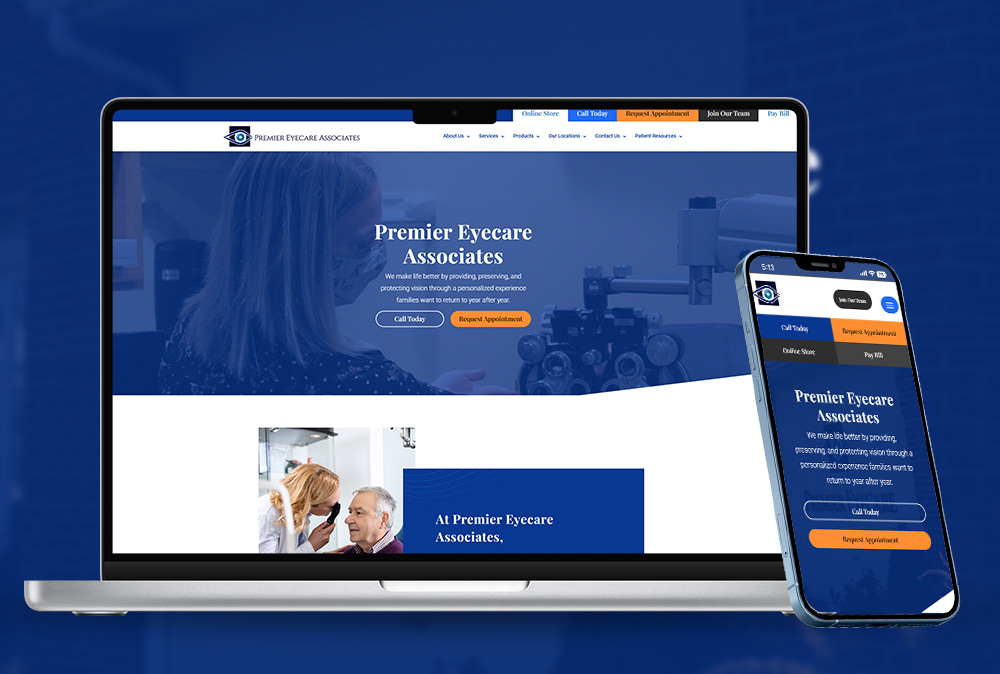 Online Store Call Today Request Appointment Join Our Team Pay Bill
PREMIER EYECARE ASSOCIATES
About Us Services Products Our Locations Contact Us Patient Resources
Premier Eyecare
Associates
We make life better by providing, preserving, and
protecting vision through a personalized experience
families want to return to year after year.
Call Today Request Appointment
At Premier Eyecare
Associates,
5:13
Join Our Team
Call Today Request Appointment
Online Store Pay Bill
Premier Eyecare
Associates
We make life better by providing,
preserving, and protecting vision through a
personalized experience families want to
return to year after year.
PREMIER EYECARE
Call Today
Request Appointment